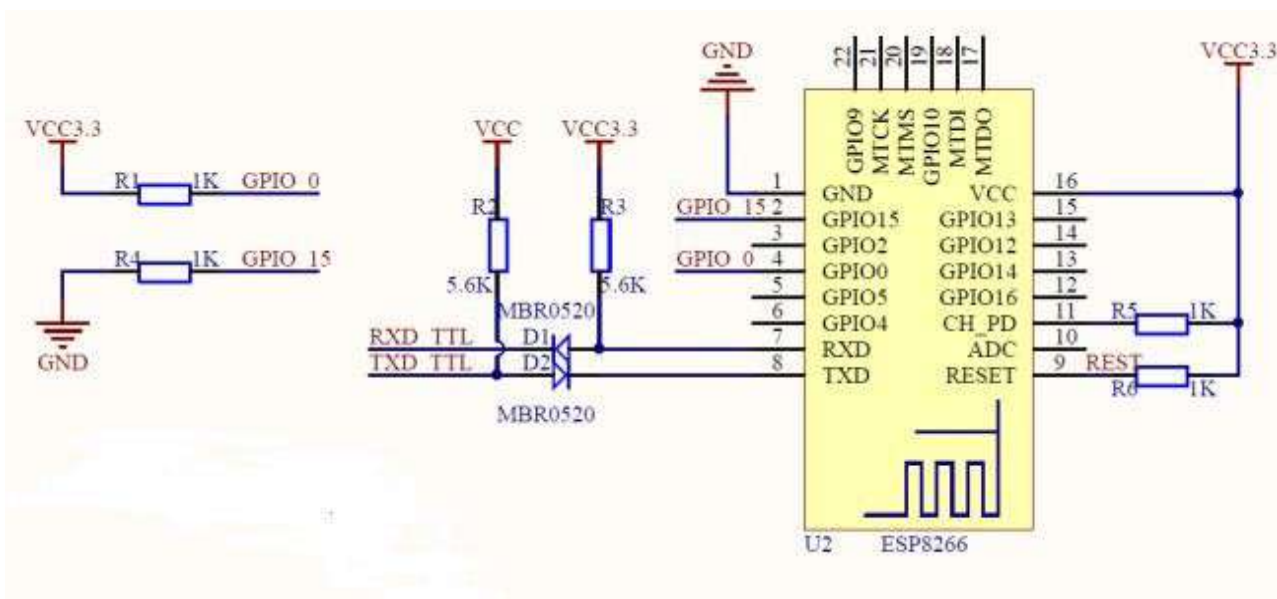 VCC3.3
R1 1K GPIO_0
R4 1K GPIO_15
GND
VCC VCC3.3
R2 R3
5.6K 5.6K
MBR0520
RXD_TTL D1
TXD_TTL D2
MBR0520
GND
22 21 20 19 18 17
GPIO9 MTCK MTMS GPIO10 MTDI MTDO
VCC3.3
1 GND VCC 16
GPIO_15 2 GPIO15 GPIO13 15
3 GPIO2 GPIO12 14
GPIO_0 4 GPIO0 GPIO14 13
5 GPIO5 GPIO16 12
6 GPIO4 CH_PD 11 R5 1K
7 RXD ADC 10
8 TXD RESET 9 REST
R6 1K
U2 ESP8266